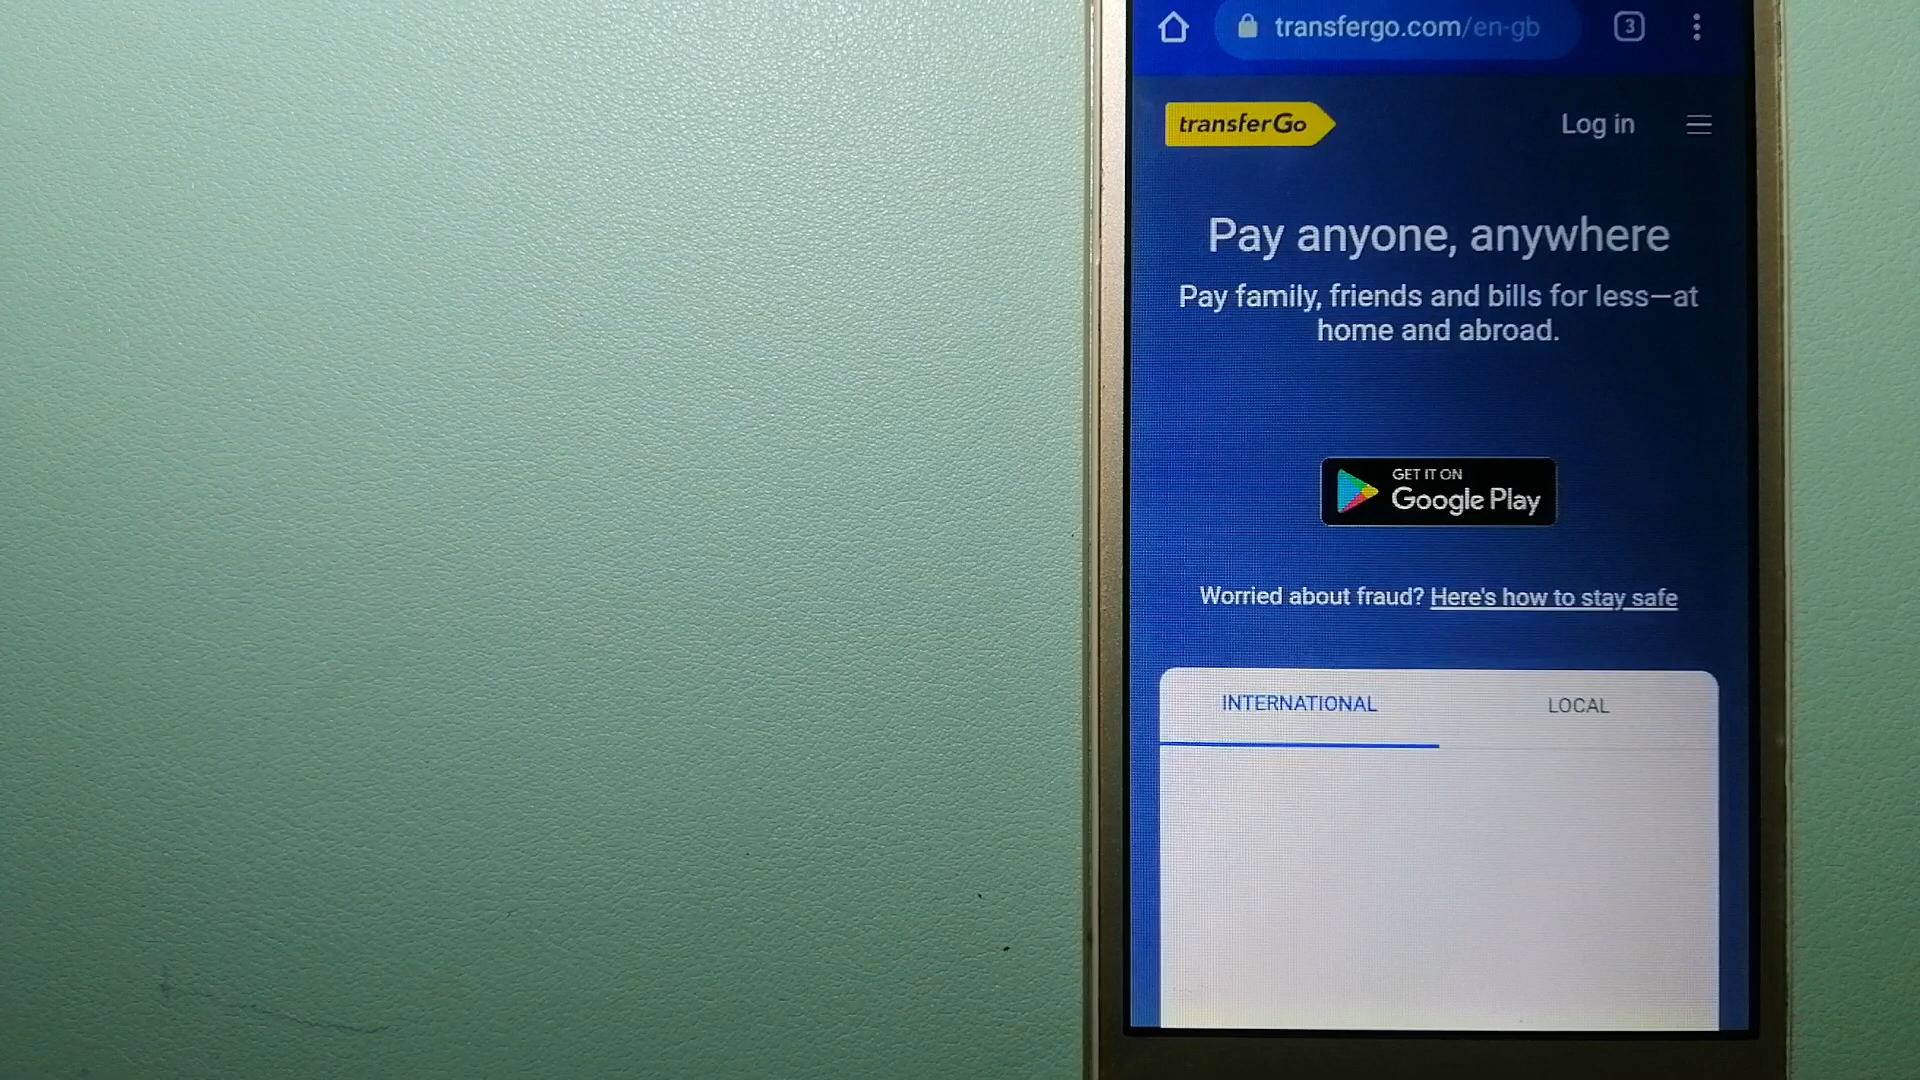 transfergo.com/en-gb
3
transferGo
Log in
Pay anyone, anywhere
Pay family, friends and bills for less—at
home and abroad.
GET IT ON
Google Play
Worried about fraud? Here's how to stay safe
INTERNATIONAL
LOCAL